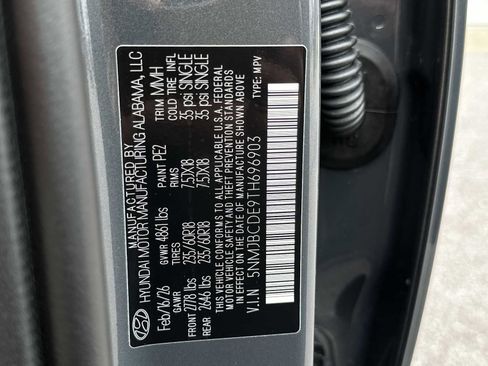 HYUNDAI MOTOR MANUFACTURING ALABAMA, LLC
Feb/16/26 GVWR 4861 lbs PAINT PEZ TRIM MMH
GAWR TIRES RIMS COLD TIRE INFL
FRONT 2778 lbs 235/60R18 7.5JX18 35 psi SINGLE
REAR 2646 lbs 235/60R18 7.5JX18 35 psi SINGLE
THIS VEHICLE CONFORMS TO ALL APPLICABLE U.S.A. FEDERAL
MOTOR VEHICLE SAFETY, BUMPER, AND THEFT PREVENTION STANDARDS
IN EFFECT ON THE DATE OF MANUFACTURE SHOWN ABOVE
V.I.N 5NMJBCDE9TH696903 TYPE: MPV